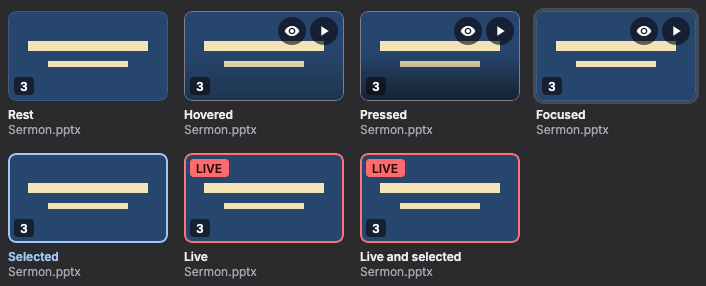 3
3
3
3
Rest
Hovered
Pressed
Focused
Sermon.pptx
Sermon.pptx
Sermon.pptx
Sermon.pptx
LIVE
LIVE
3
3
3
Selected
Live
Live and selected
Sermon.pptx
Sermon.pptx
Sermon.pptx